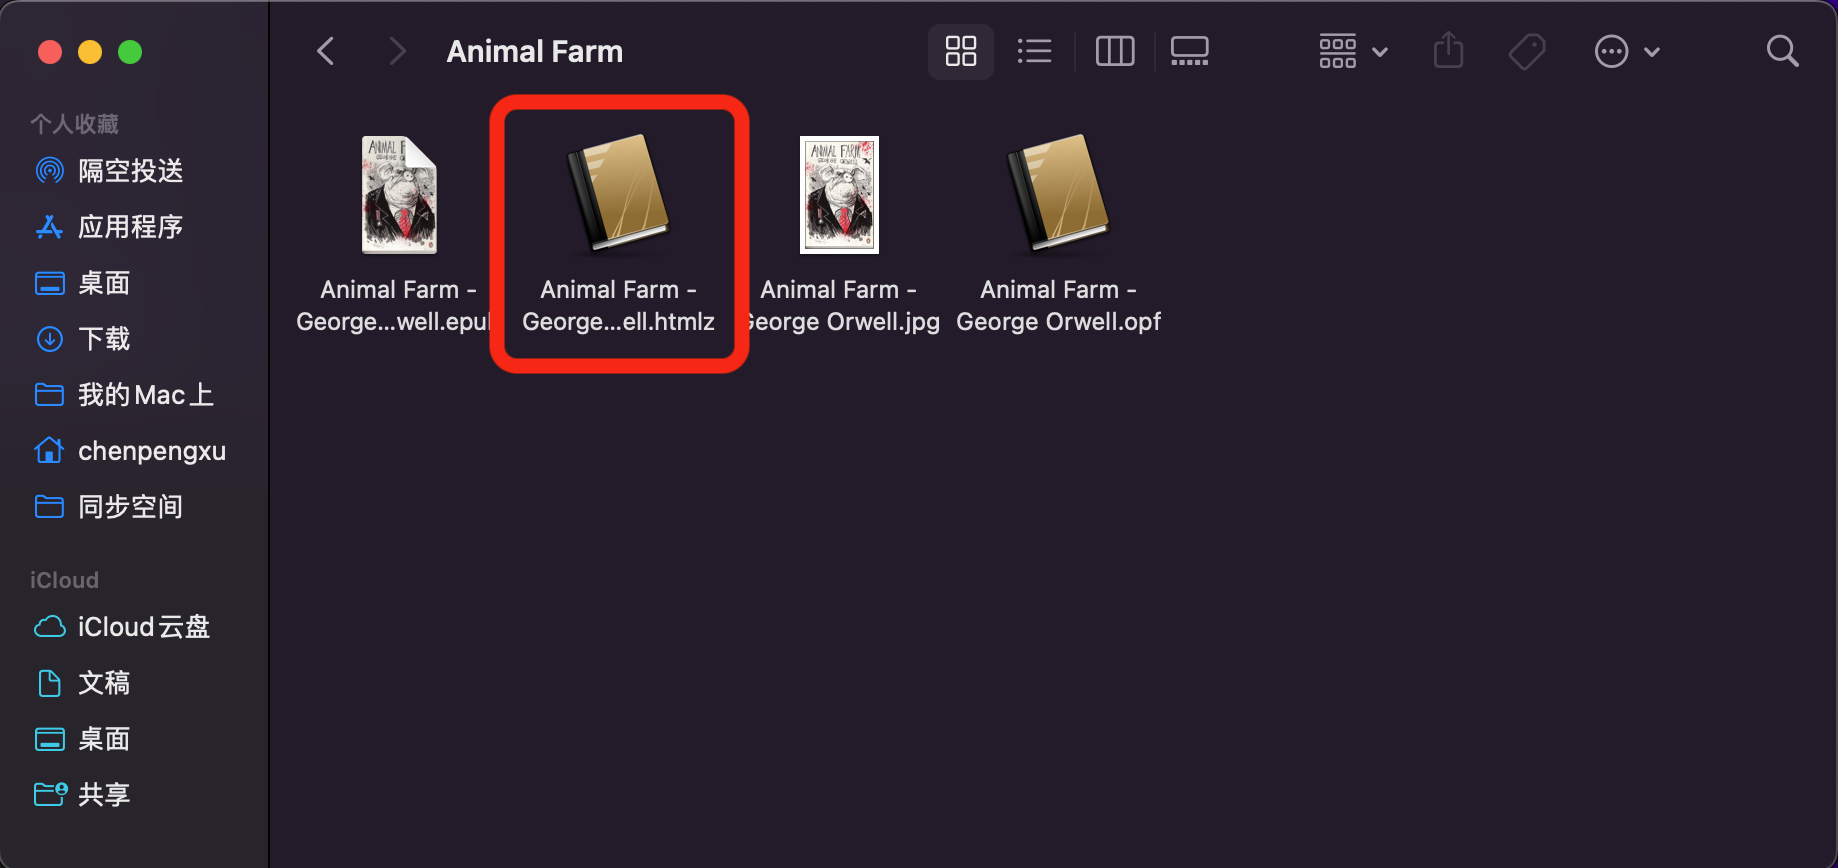 Animal Farm
个人收藏
隔空投送
应用程序
桌面
下载
我的Mac上
chenpengxu
同步空间
iCloud
iCloud云盘
文稿
桌面
共享
Animal Farm -
George...well.epu
Animal Farm -
George...ell.htmlz
Animal Farm -
George Orwell.jpg
Animal Farm -
George Orwell.opf
ANIMAL FARM
GEORGE ORWELL